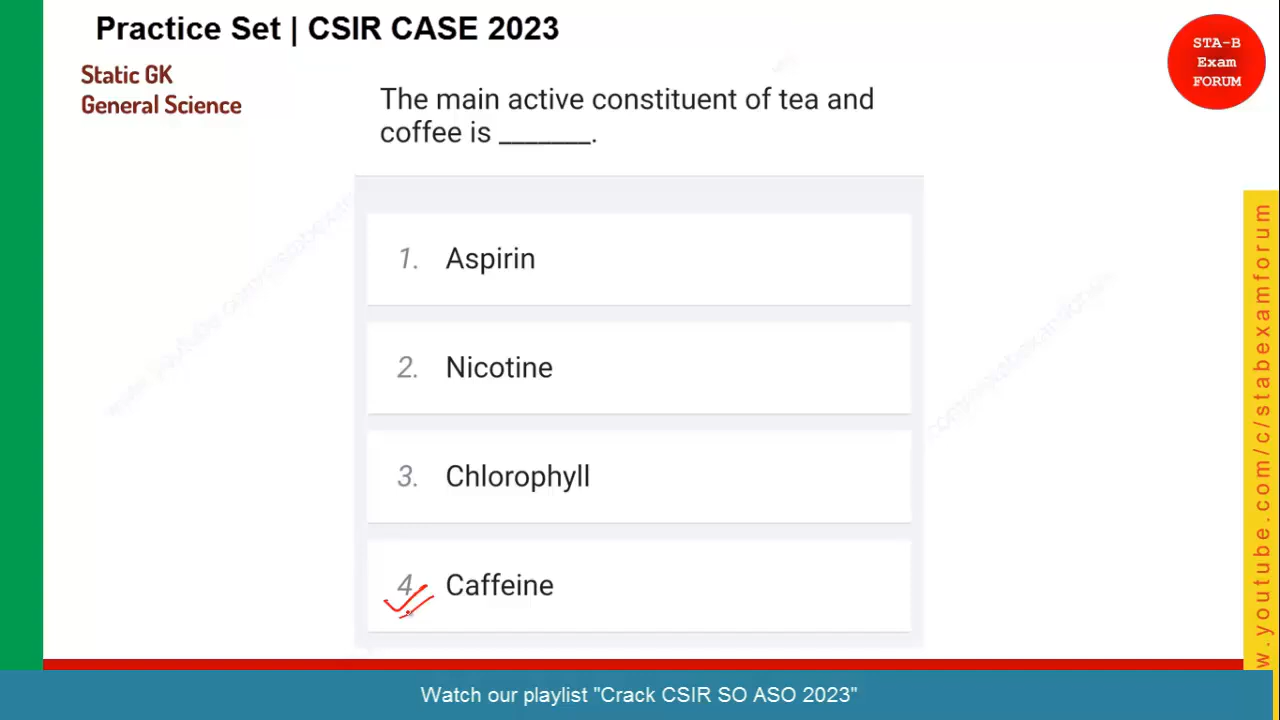 Practice Set | CSIR CASE 2023
Static GK
General Science
STA-B
Exam
FORUM
The main active constituent of tea and
coffee is _______.
1. Aspirin
2. Nicotine
3. Chlorophyll
4. Caffeine
w.youtube.com/c/stabexamforum
Watch our playlist "Crack CSIR SO ASO 2023"